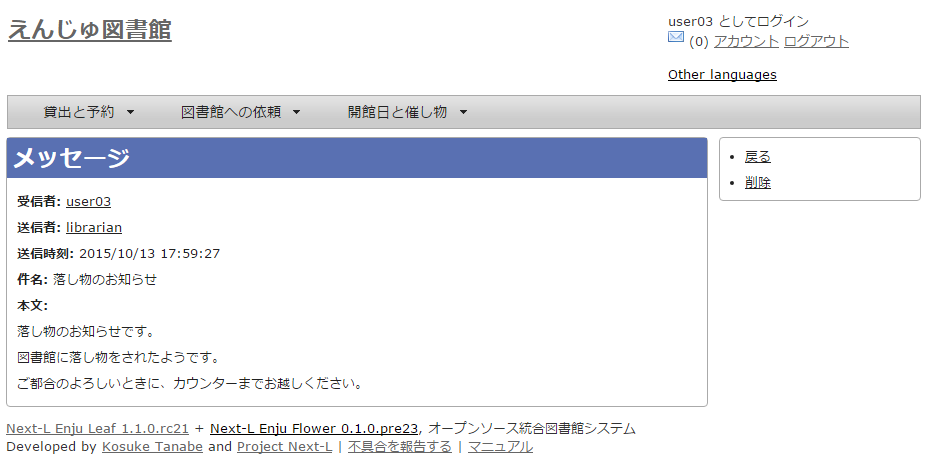 えんじゅ図書館
user03 としてログイン
(0) アカウント ログアウト
Other languages
貸出と予約 図書館への依頼 開館日と催し物
メッセージ
戻る
削除
受信者: user03
送信者: librarian
送信時刻: 2015/10/13 17:59:27
件名: 落し物のお知らせ
本文:
落し物のお知らせです。
図書館に落し物をされたようです。
ご都合のよろしいときに、カウンターまでお越しください。
Next-L Enju Leaf 1.1.0.rc21 + Next-L Enju Flower 0.1.0.pre23, オープンソース統合図書館システム
Developed by Kosuke Tanabe and Project Next-L | 不具合を報告する | マニュアル